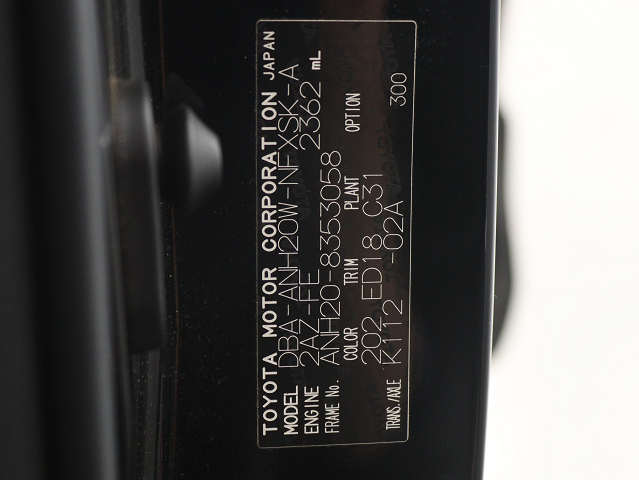 TOYOTA MOTOR CORPORATION JAPAN
MODEL DBA-ANH20W-NFXSK-A
ENGINE 2AZ-FE 2362 mL
FRAME No. ANH20-8353058
COLOR TRIM PLANT OPTION
202 ED18 C31
TRANS./AXLE K112 -02A 300